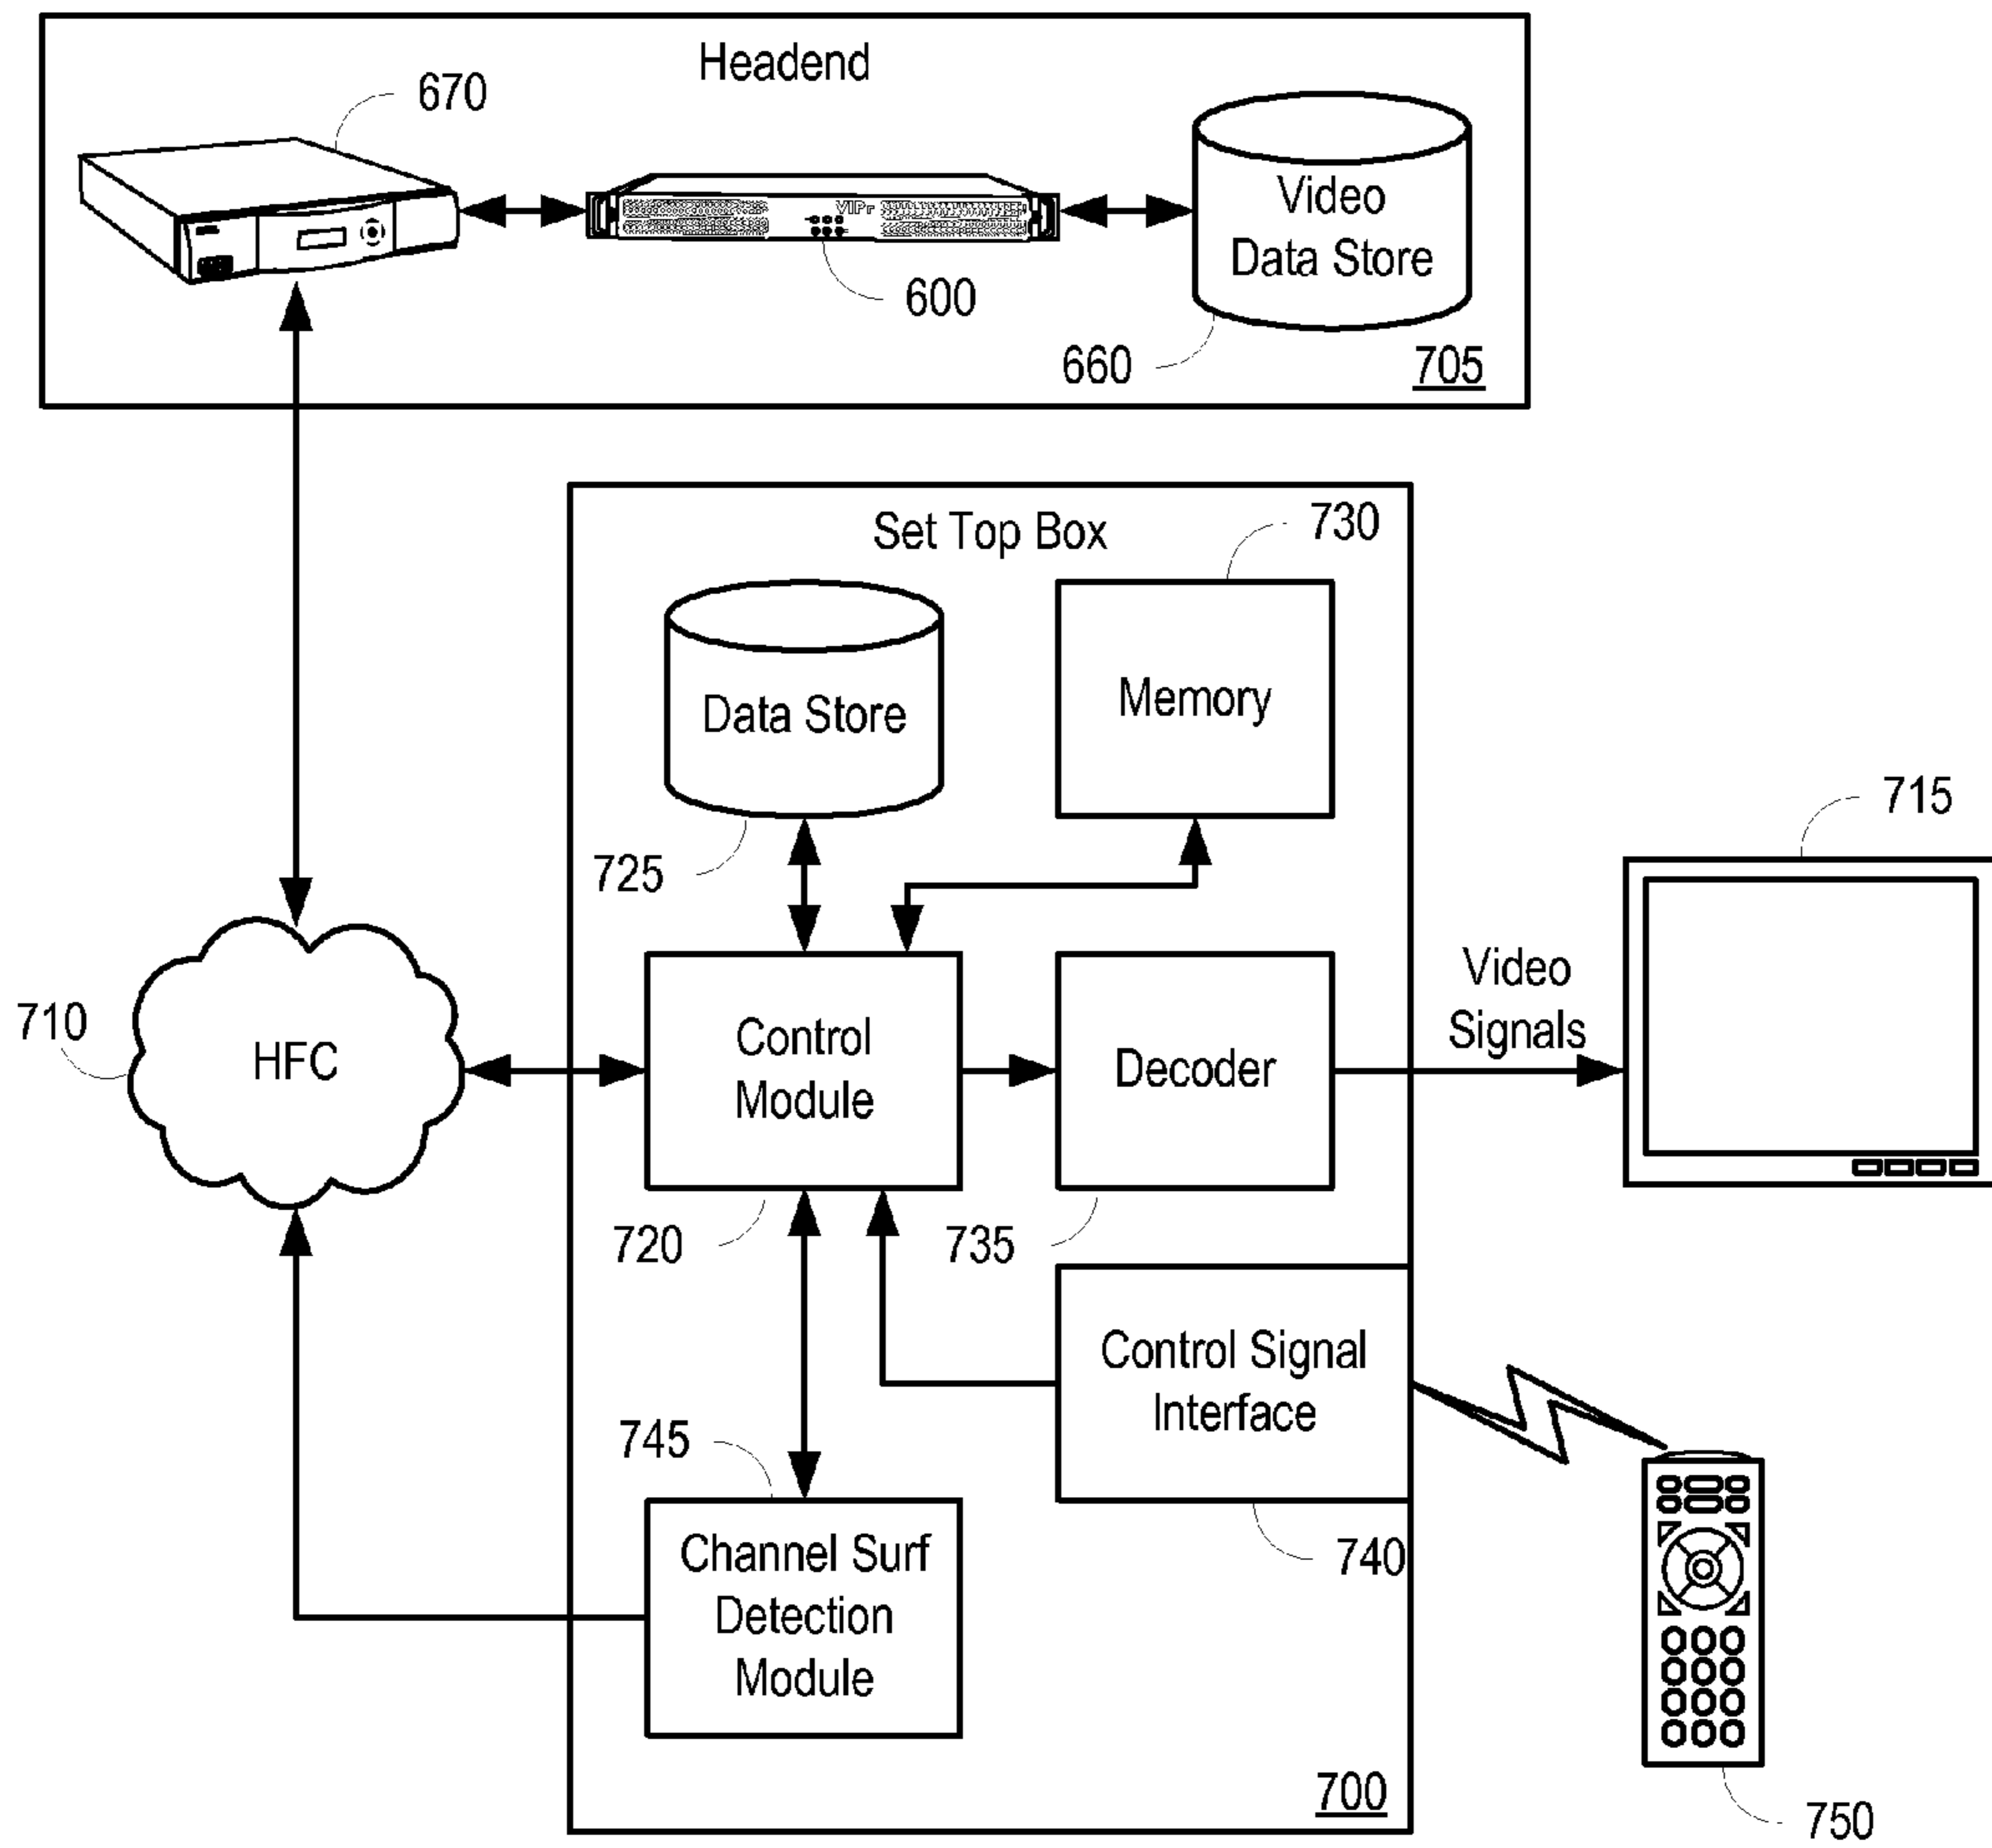 Headend
670
VIPr
600
Video
Data Store
660
705
Set Top Box
730
Data Store
Memory
725
715
Video
Signals
710
HFC
Control
Module
Decoder
720
735
Control Signal
Interface
745
740
Channel Surf
Detection
Module
700
750